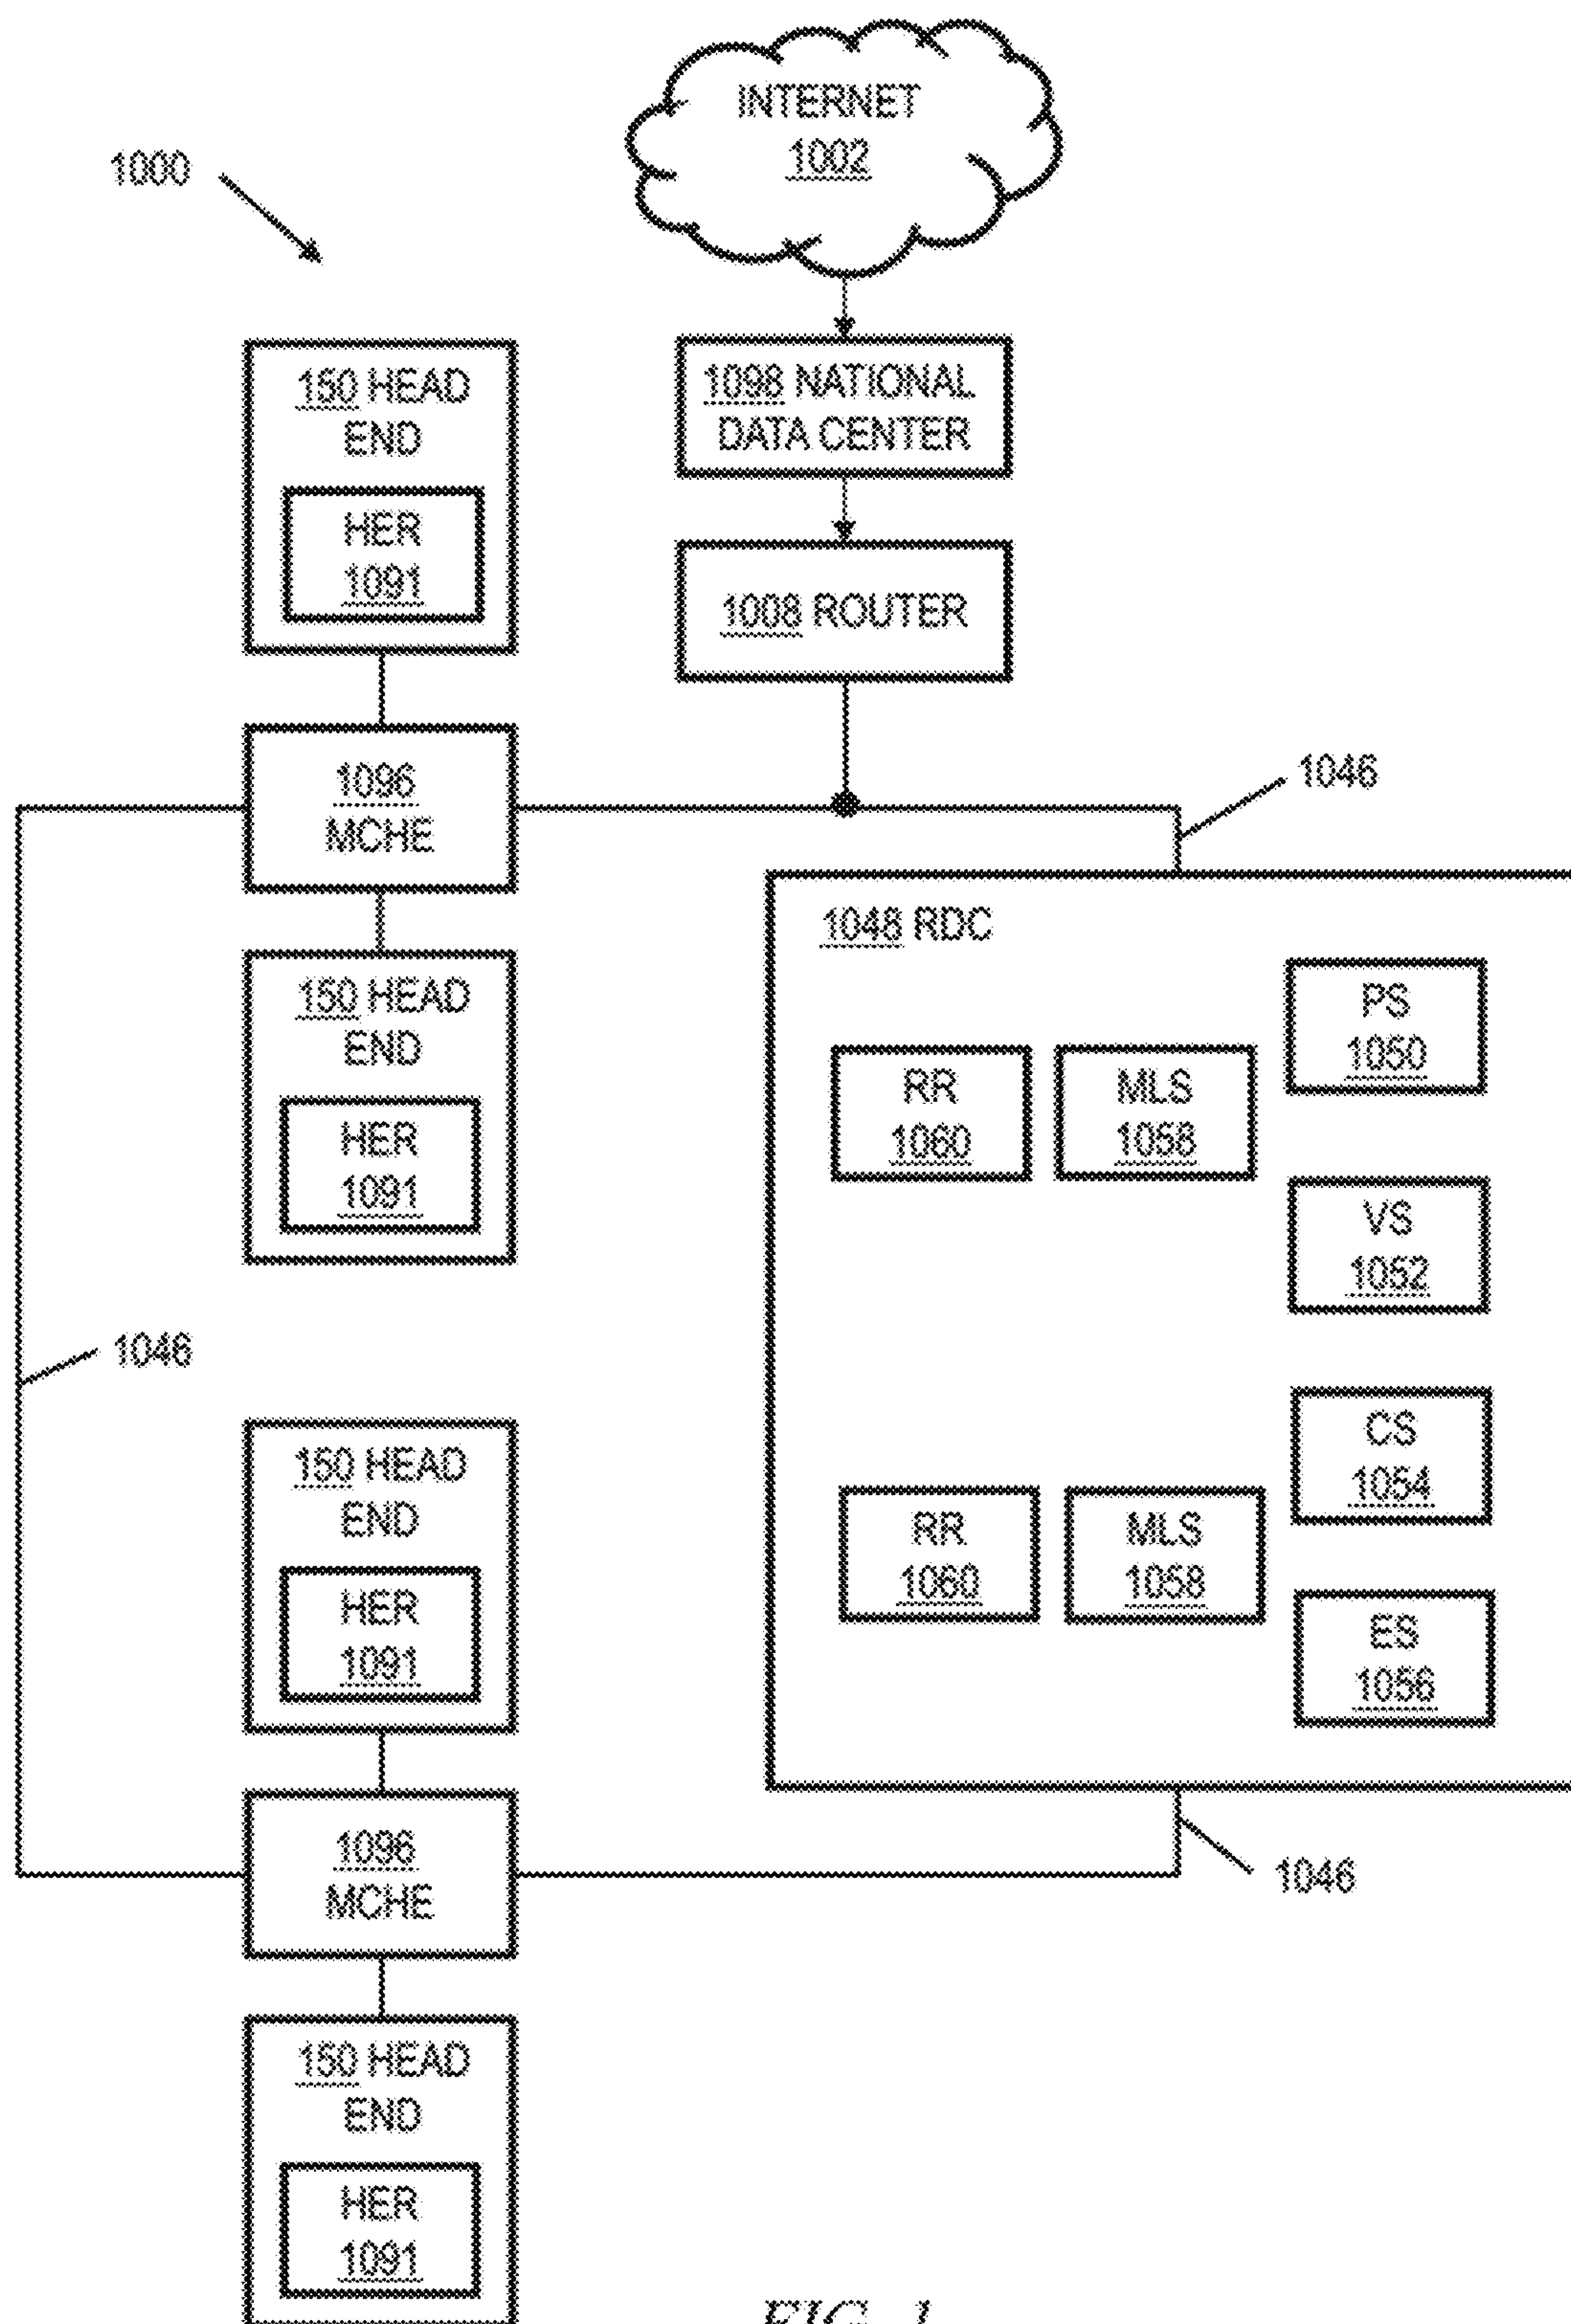 INTERNET
1002
1000
150 HEAD
END
HER
1091
1098 NATIONAL
DATA CENTER
1008 ROUTER
1096
MCHE
1046
150 HEAD
END
HER
1091
1048 RDC
PS
1050
RR
1060
MLS
1058
VS
1052
1046
CS
1054
RR
1060
MLS
1058
ES
1056
150 HEAD
END
HER
1091
1096
MCHE
1046
150 HEAD
END
HER
1091
FIG. 1